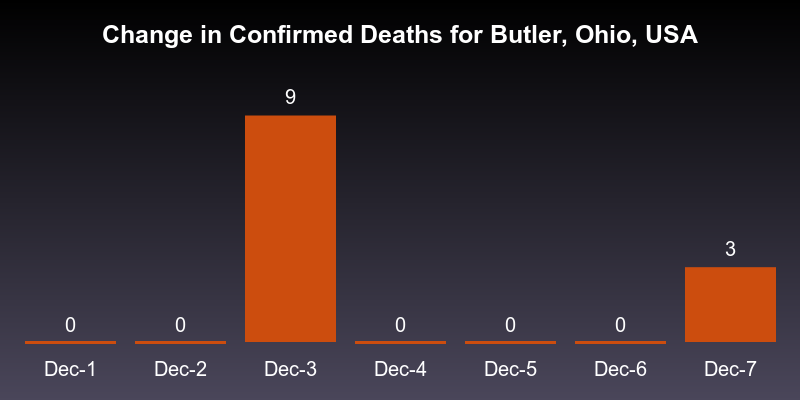 Change in Confirmed Deaths for Butler, Ohio, USA
9
3
0 0 0 0 0
Dec-1 Dec-2 Dec-3 Dec-4 Dec-5 Dec-6 Dec-7